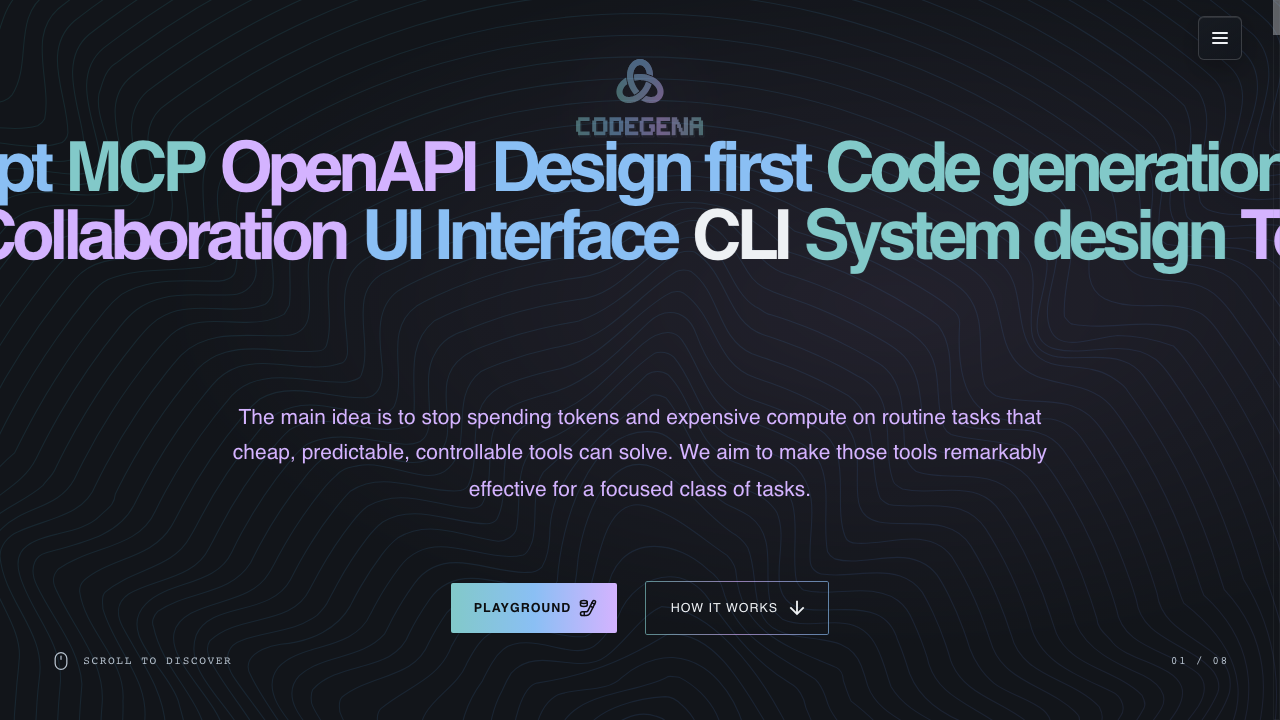 CODEGENA
pt MCP OpenAPI Design first Code generation
Collaboration UI Interface CLI System design
The main idea is to stop spending tokens and expensive compute on routine tasks that
cheap, predictable, controllable tools can solve. We aim to make those tools remarkably
effective for a focused class of tasks.
PLAYGROUND
HOW IT WORKS
SCROLL TO DISCOVER
01 / 08